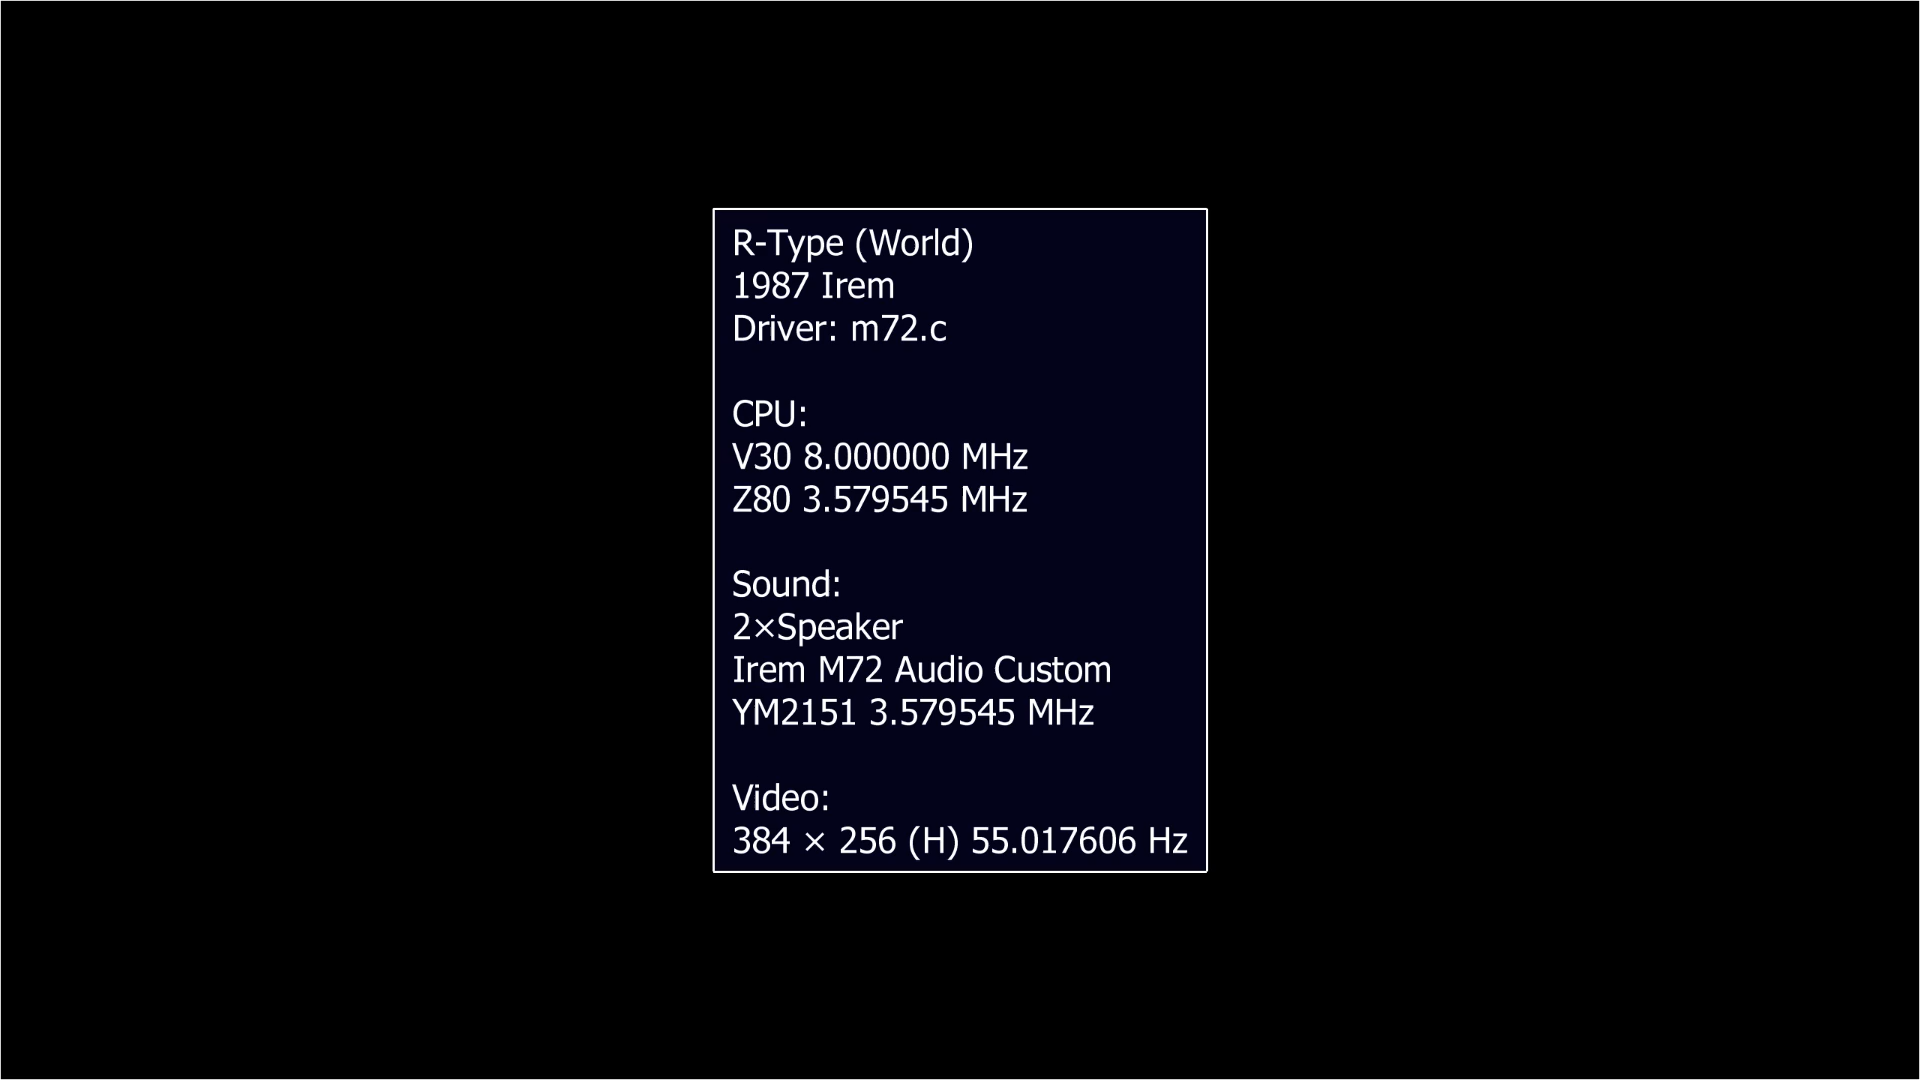 R-Type (World)
1987 Irem
Driver: m72.c
CPU:
V30 8.000000 MHz
Z80 3.579545 MHz
Sound:
2×Speaker
Irem M72 Audio Custom
YM2151 3.579545 MHz
Video:
384 × 256 (H) 55.017606 Hz